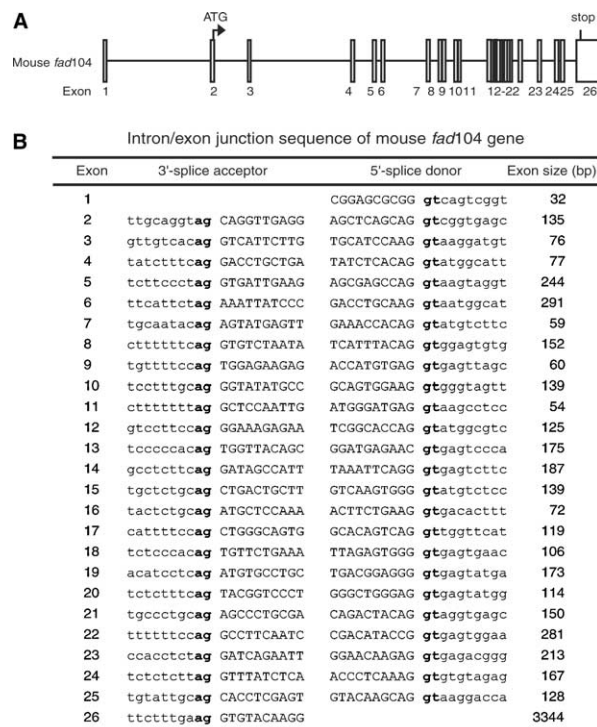 A
ATG
stop
Mouse fad104
Exon
1 2 3 4 5 6 7 8 9 10 11 12-22 23 24 25 26
B
Intron/exon junction sequence of mouse fad104 gene
Exon 3'-splice acceptor 5'-splice donor Exon size (bp)
1 CGGAGCGCGG gtcagtcggt 32
2 ttgcaggtag CAGGTTGAGG AGCTCAGCAG gtcggtgagc 135
3 gttgtcacag GTCATTCTTG TGCATCCAAG gtaaggatgt 76
4 tatctttcag GACCTGCTGA TATCTCACAG gtatggcatt 77
5 tcttccctag GTGATTGAAG AGCGAGCCAG gtaagtaggt 244
6 ttcattctag AAATTATCCC GACCTGCAAG gtaatggcat 291
7 tgcaatacag AGTATGAGTT GAAACCACAG gtatgtcttc 59
8 cttttttcag GTGTCTAATA TCATTTACAG gtggagtgtg 152
9 tgttttccag TGGAGAAGAG ACCATGTGAG gtgagttagc 60
10 tcctttgcag GGTATATGCC GCAGTGGAAG gtgggtagtt 139
11 ctttttttag GCTCCAATTG ATGGGATGAG gtaagcctcc 54
12 gtccttccag GGAAAGAGAA TCGGCACCAG gtatggcgtc 125
13 tcccccacag TGGTTACAGC GGATGAGAAC gtgagtccca 175
14 gcctcttcag GATAGCCATT TAAATTCAGG gtgagtcttc 187
15 tgctctgcag CTGACTGCTT GTCAAGTGGG gtatgtctcc 139
16 tactctgcag ATGCTCCAAA ACTTCTGAAG gtgacacttt 72
17 cattttccag CTGGGCAGTG GCACAGTCAG gttggttcat 119
18 tctcccacag TGTTCTGAAA TTAGAGTGGG gtgagtgaac 106
19 acatcctcag ATGTGCCTGC TGACGGAGGG gtgagtatga 173
20 tctctttcag TACGGTCCCT GGGCTGGGAG gtgagtatgg 114
21 tgccctgcag AGCCCTGCGA CAGACTACAG gtaggtgagc 150
22 ttttttccag GCCTTCAATC CGACATACCG gtgagtggaa 281
23 ccacctctag GATCAGAATT GGAACAAGAG gtgagacggg 213
24 tctctcttag GTTTATCTCA ACCCTCAAAG gtgtgtagag 167
25 tgtattgcag CACCTCGAGT GTACAAGCAG gtaaggacca 128
26 ttctttgaag GTGTACAAGG 3344